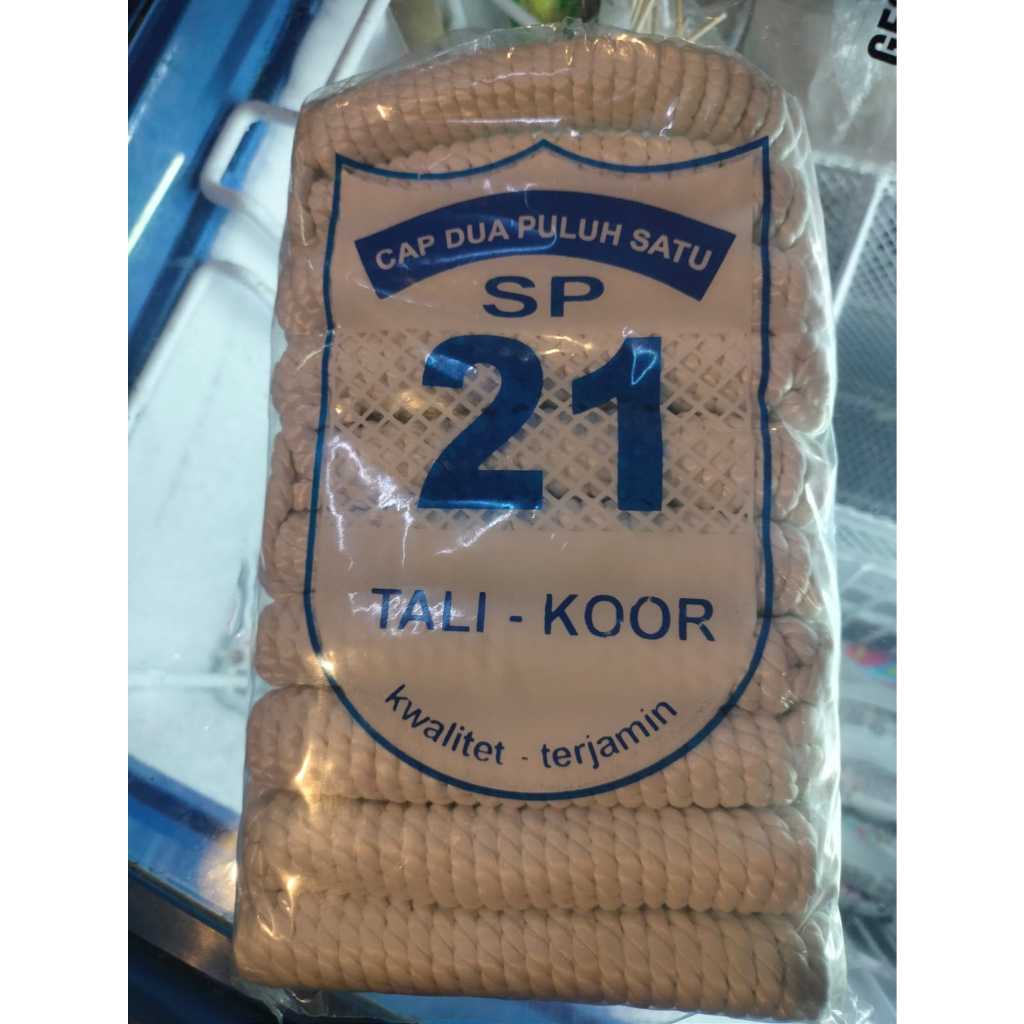 CAP DUA PULUH SATU
SP
21
TALI - KOOR
kwalitet - terjamin